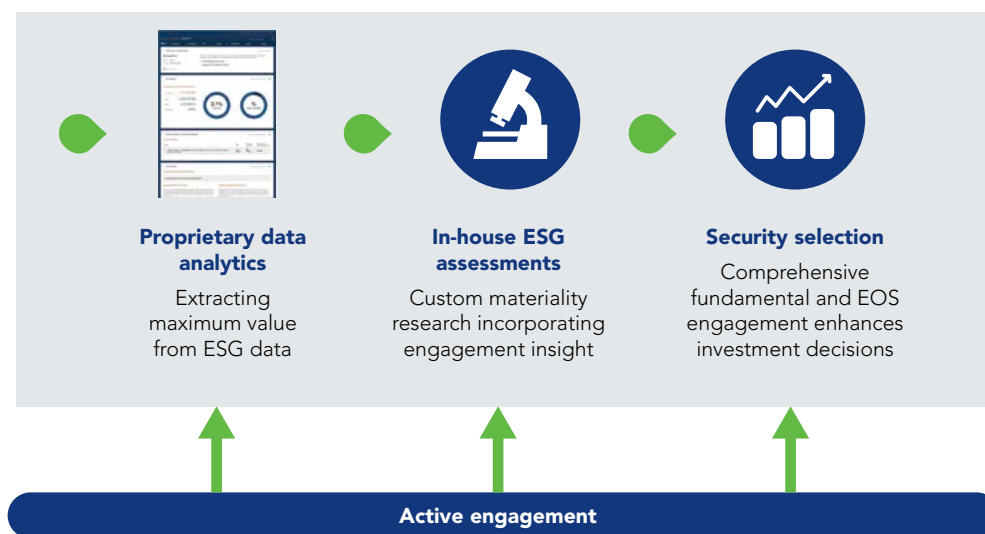 Proprietary data
analytics
Extracting
maximum value
from ESG data
In-house ESG
assessments
Custom materiality
research incorporating
engagement insight
Security selection
Comprehensive
fundamental and EOS
engagement enhances
investment decisions
Active engagement